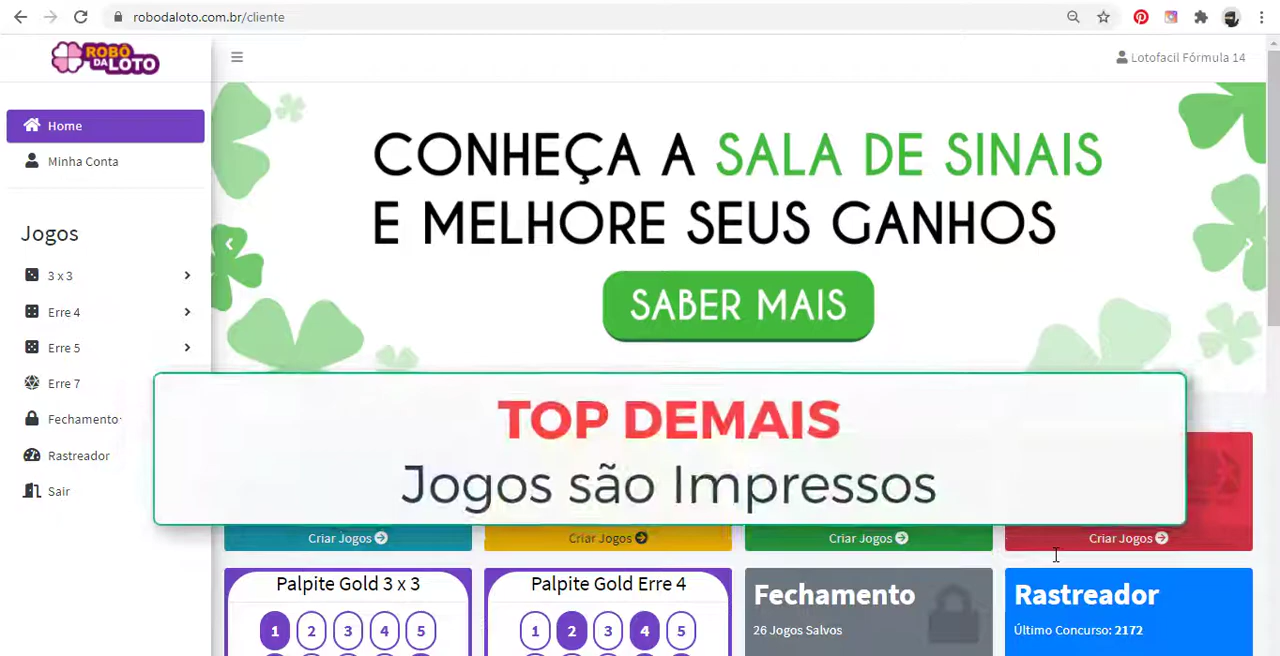 robodaloto.com.br/cliente
ROBÔ
DA LOTO
Lotofacil Fórmula 14
Home
Minha Conta
Jogos
3 x 3
Erre 4
Erre 5
Erre 7
Fechamento
Rastreador
Sair
CONHEÇA A SALA DE SINAIS
E MELHORE SEUS GANHOS
SABER MAIS
TOP DEMAIS
Jogos são Impressos
Criar Jogos
Criar Jogos
Criar Jogos
Criar Jogos
Palpite Gold 3 x 3
1 2 3 4 5
Palpite Gold Erre 4
1 2 3 4 5
Fechamento
26 Jogos Salvos
Rastreador
Último Concurso: 2172